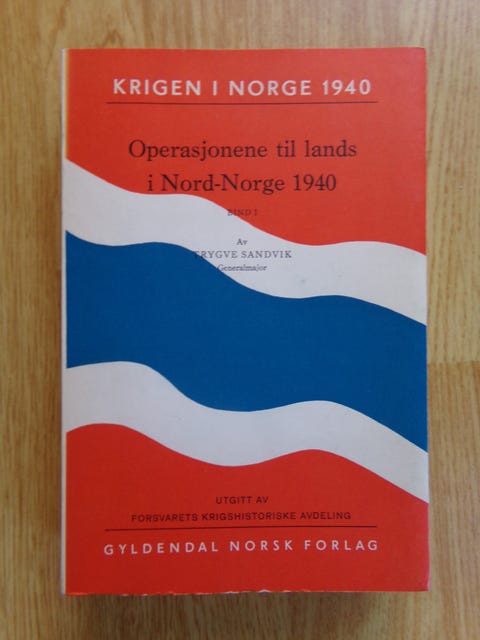 KRIGEN I NORGE 1940
Operasjonene til lands
i Nord-Norge 1940
BIND I
Av
TRYGVE SANDVIK
Generalmajor
UTGITT AV
FORSVARETS KRIGSHISTORISKE AVDELING
GYLDENDAL NORSK FORLAG